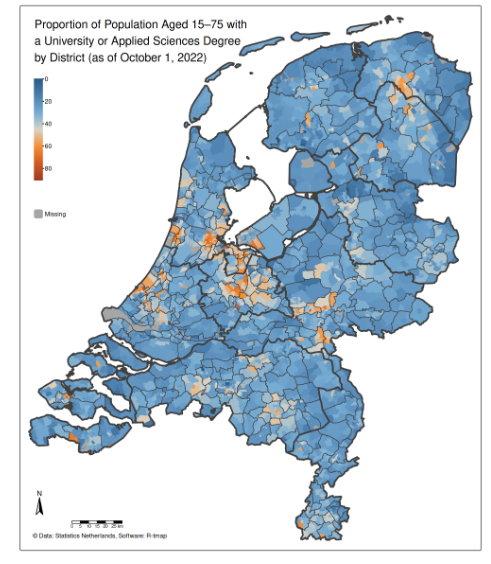 Proportion of Population Aged 15–75 with
a University or Applied Sciences Degree
by District (as of October 1, 2022)
0
20
40
60
80
Missing
N
0 5 10 15 20 25 km
© Data: Statistics Netherlands, Software: R-tmap